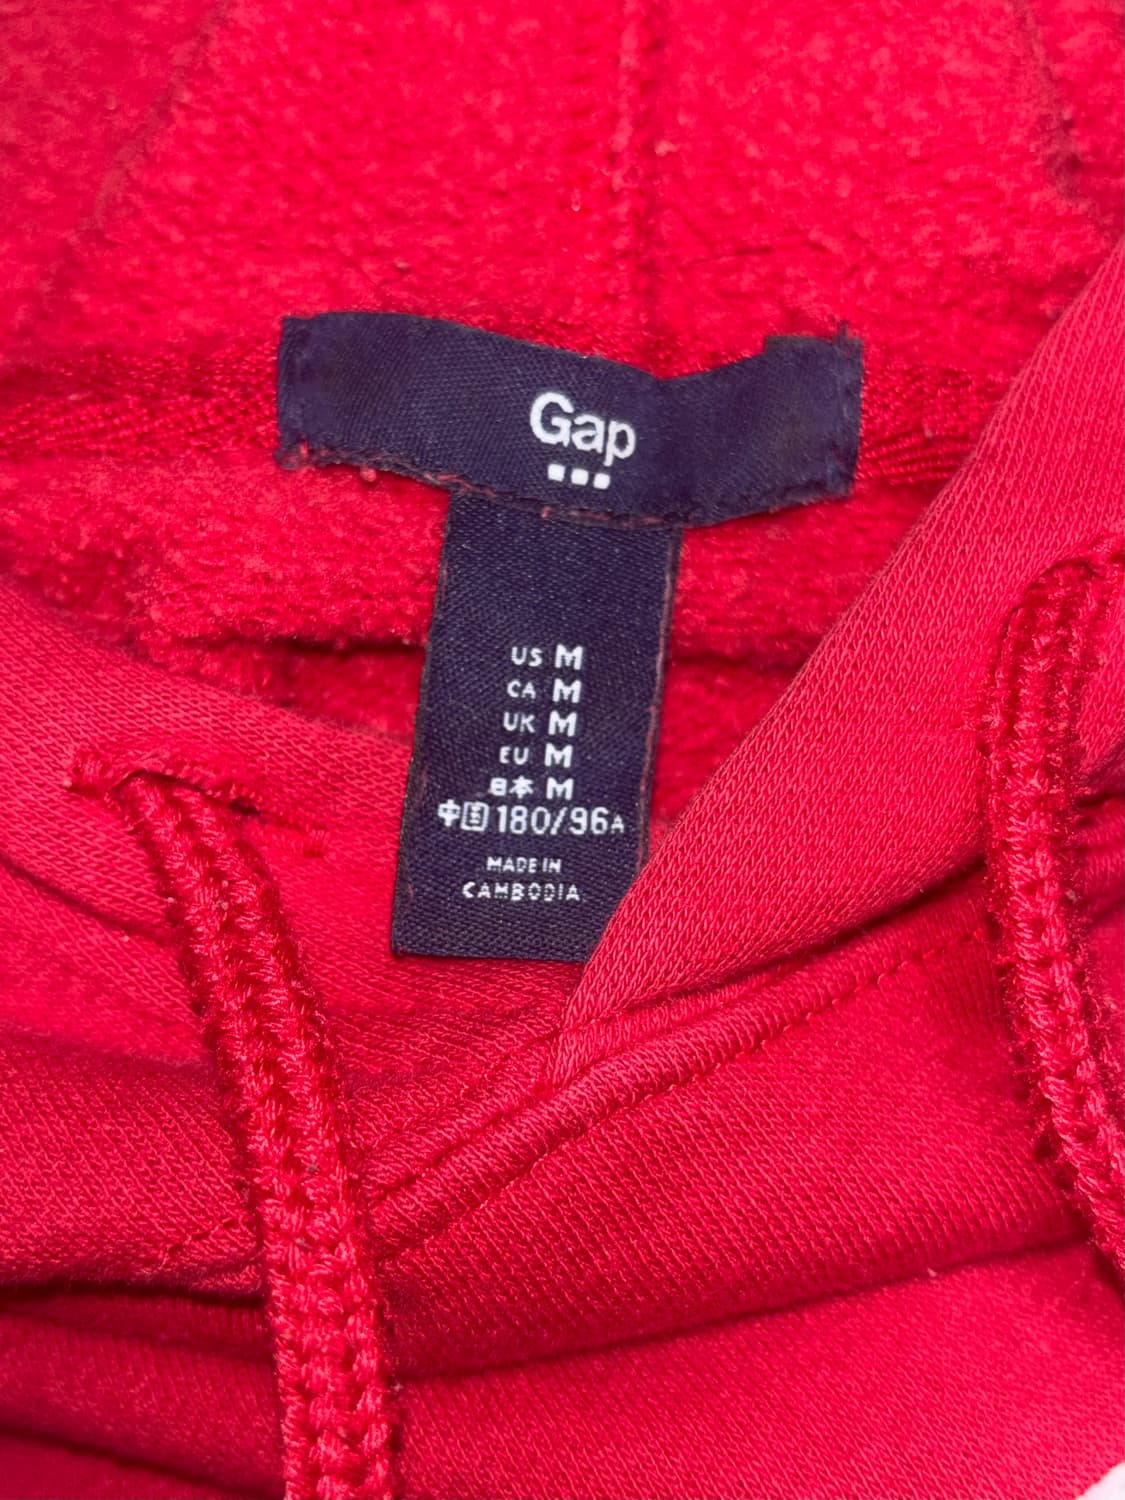 Gap
US M
CA M
UK M
EU M
日本 M
中国 180/96A
MADE IN
CAMBODIA